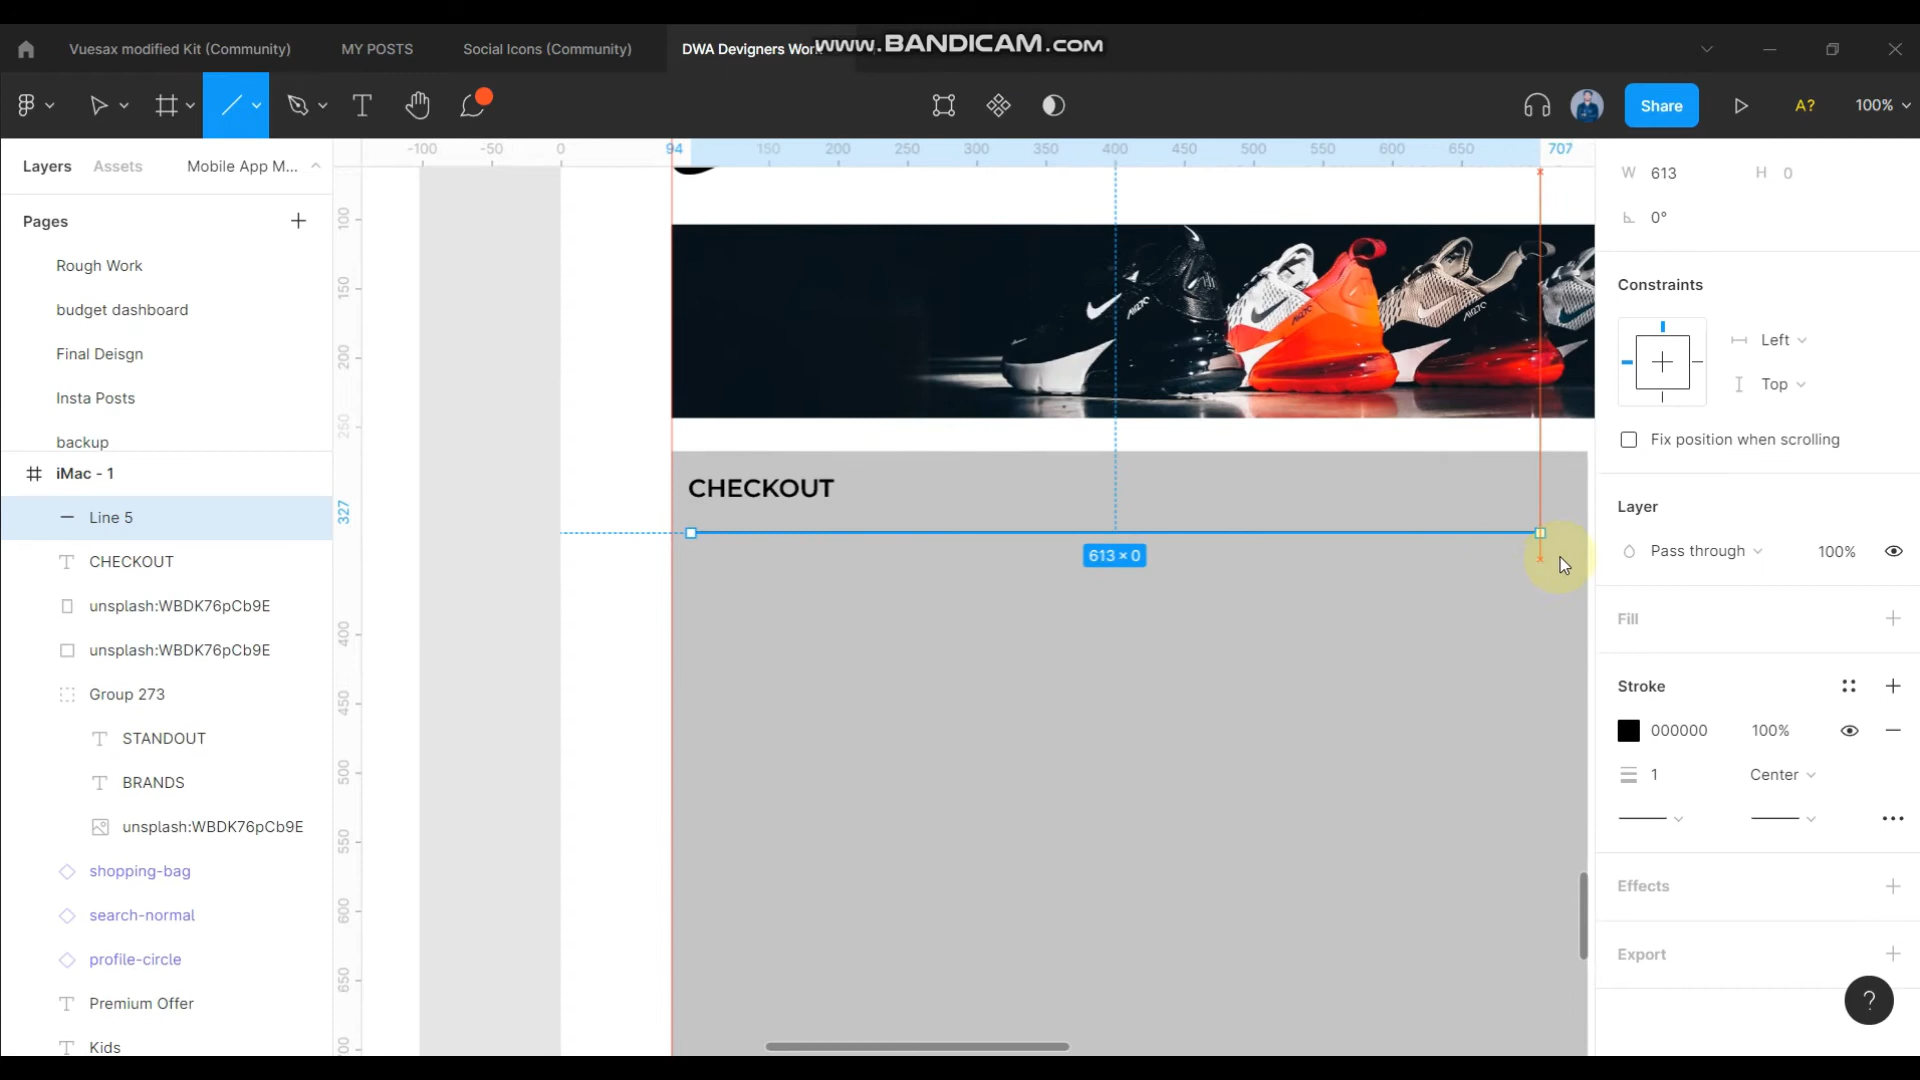 www.BANDICAM.com
Vuesax modified Kit (Community)
MY POSTS
Social Icons (Community)
DWA Devigners Wor
Share
A?
100%
Layers
Assets
Mobile App M...
Pages
Rough Work
budget dashboard
Final Deisgn
Insta Posts
backup
iMac - 1
Line 5
CHECKOUT
unsplash:WBDK76pCb9E
unsplash:WBDK76pCb9E
Group 273
STANDOUT
BRANDS
unsplash:WBDK76pCb9E
shopping-bag
search-normal
profile-circle
Premium Offer
Kids
-100
-50
0
94
150
200
250
300
350
400
450
500
550
600
650
707
100
150
200
250
327
400
450
500
550
600
650
700
CHECKOUT
613 × 0
W 613
H 0
0°
Constraints
Left
Top
Fix position when scrolling
Layer
Pass through
100%
Fill
Stroke
000000
100%
1
Center
Effects
Export
?